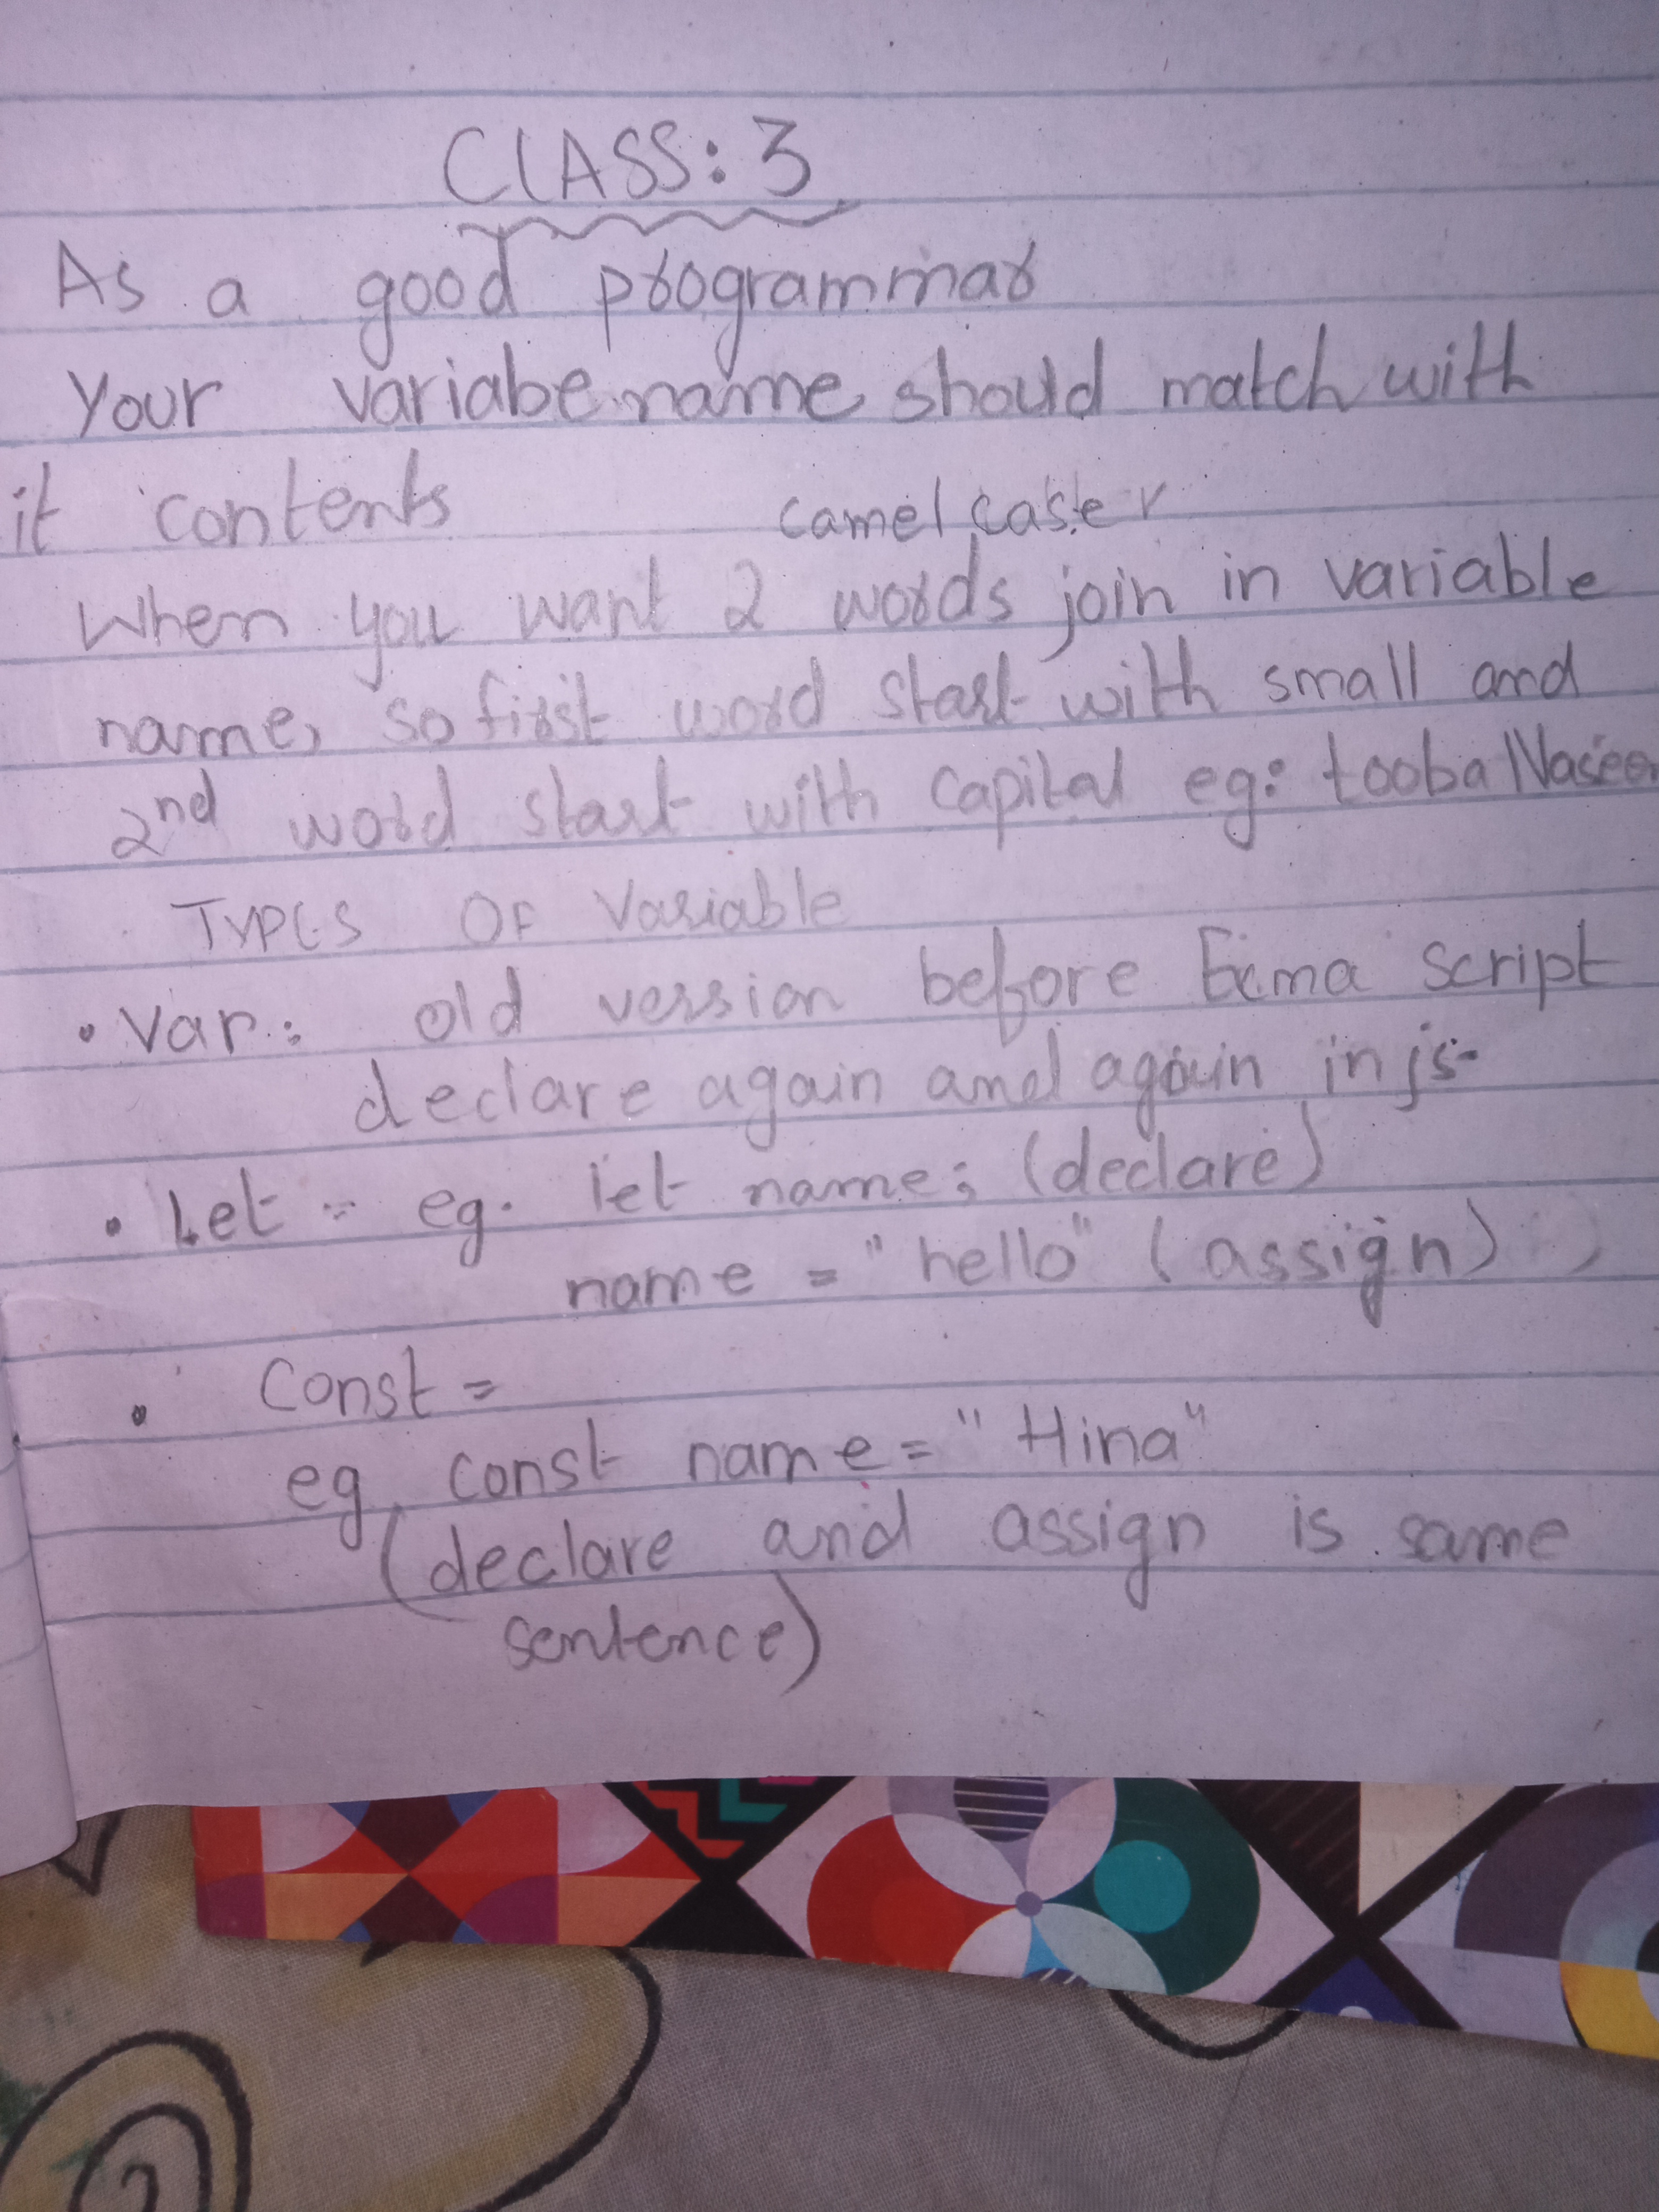 CLASS: 3
As a good programmar
Your variabe name should match with
it contents camel case
When you want 2 words join in variable
name, so first word start with small and
2nd word start with capital eg: tooba Naseer
TYPES OF Variable
• Var: old version before Ecma script
declare again and again in js-
• Let = eg. let name; (declare)
name = "hello" (assign)
• Const =
eg const name = "Hina"
(declare and assign is same
sentence)